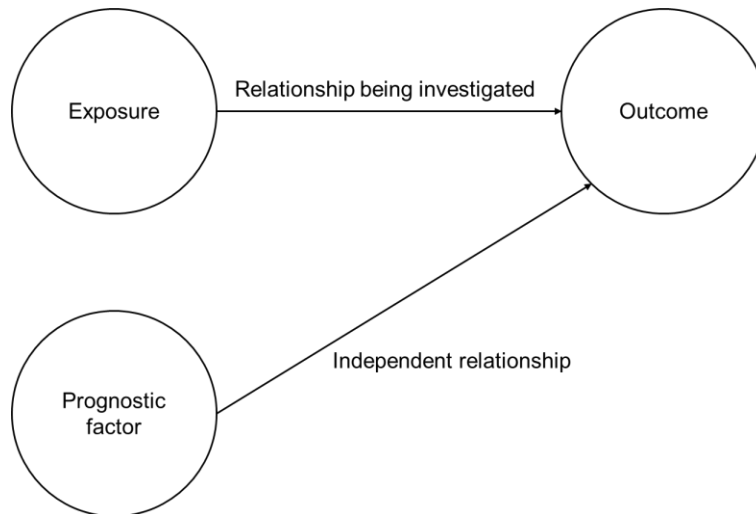 Relationship being investigated
Exposure
Outcome
Independent relationship
Prognostic
factor